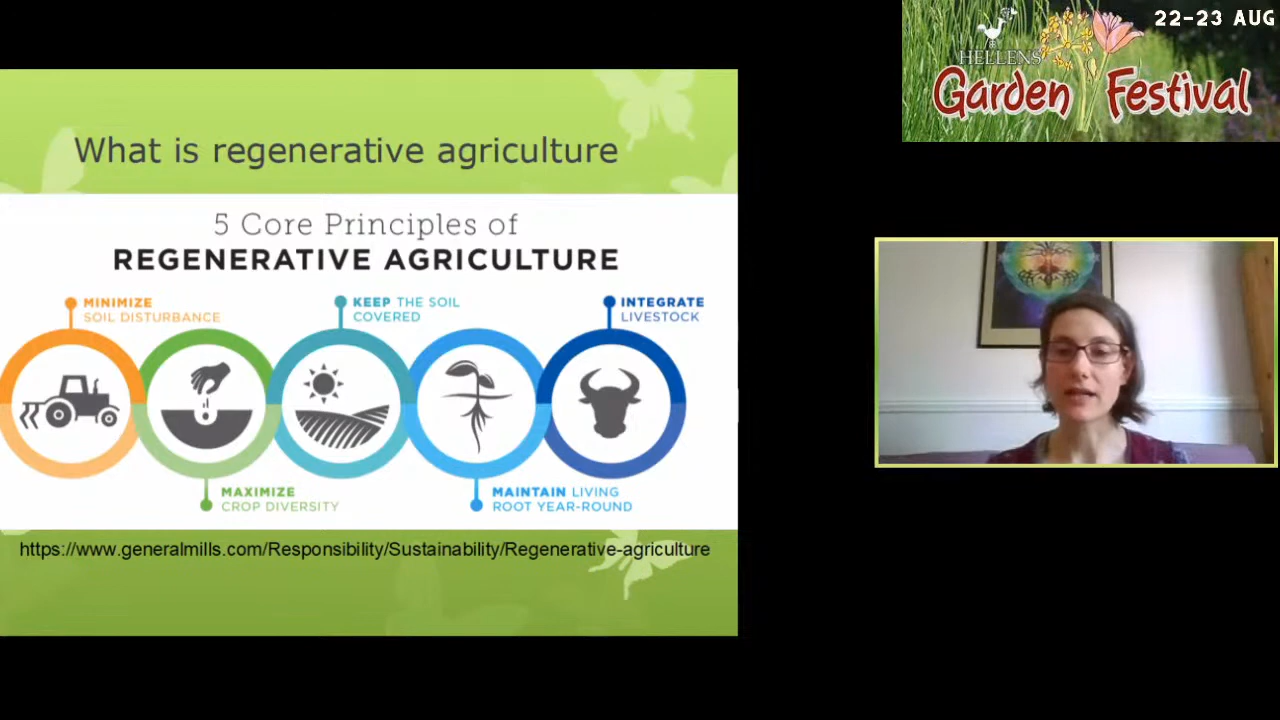 22-23 AUG
HELLENS
Garden Festival
What is regenerative agriculture
5 Core Principles of
REGENERATIVE AGRICULTURE
MINIMIZE
SOIL DISTURBANCE
KEEP THE SOIL
COVERED
INTEGRATE
LIVESTOCK
MAXIMIZE
CROP DIVERSITY
MAINTAIN LIVING
ROOT YEAR-ROUND
https://www.generalmills.com/Responsibility/Sustainability/Regenerative-agriculture